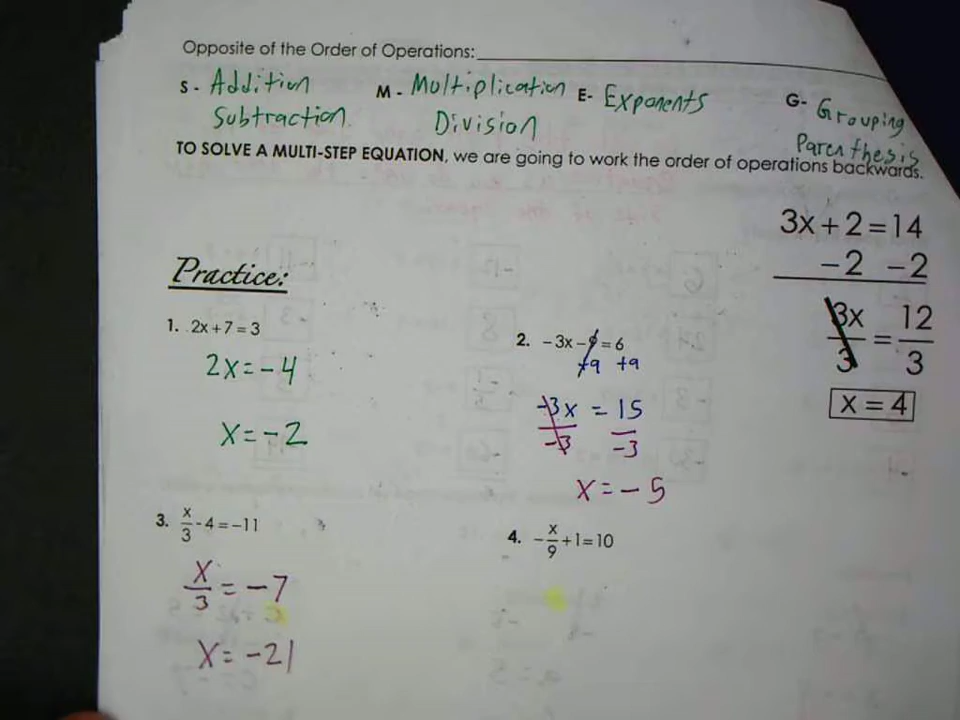 Opposite of the Order of Operations:
S - Addition M - Multiplication E- Exponents G- Grouping
Subtraction Division Parenthesis
TO SOLVE A MULTI-STEP EQUATION, we are going to work the order of operations backwards.
3x + 2 = 14
-2 -2
3x/3 = 12/3
x = 4
Practice:
1. 2x + 7 = 3
2x = -4
x = -2
2. - 3x - 9 = 6
+9 +9
-3x = 15
-3 -3
x = -5
3. x/3 - 4 = -11
x/3 = -7
x = -21
4. - x/9 + 1 = 10